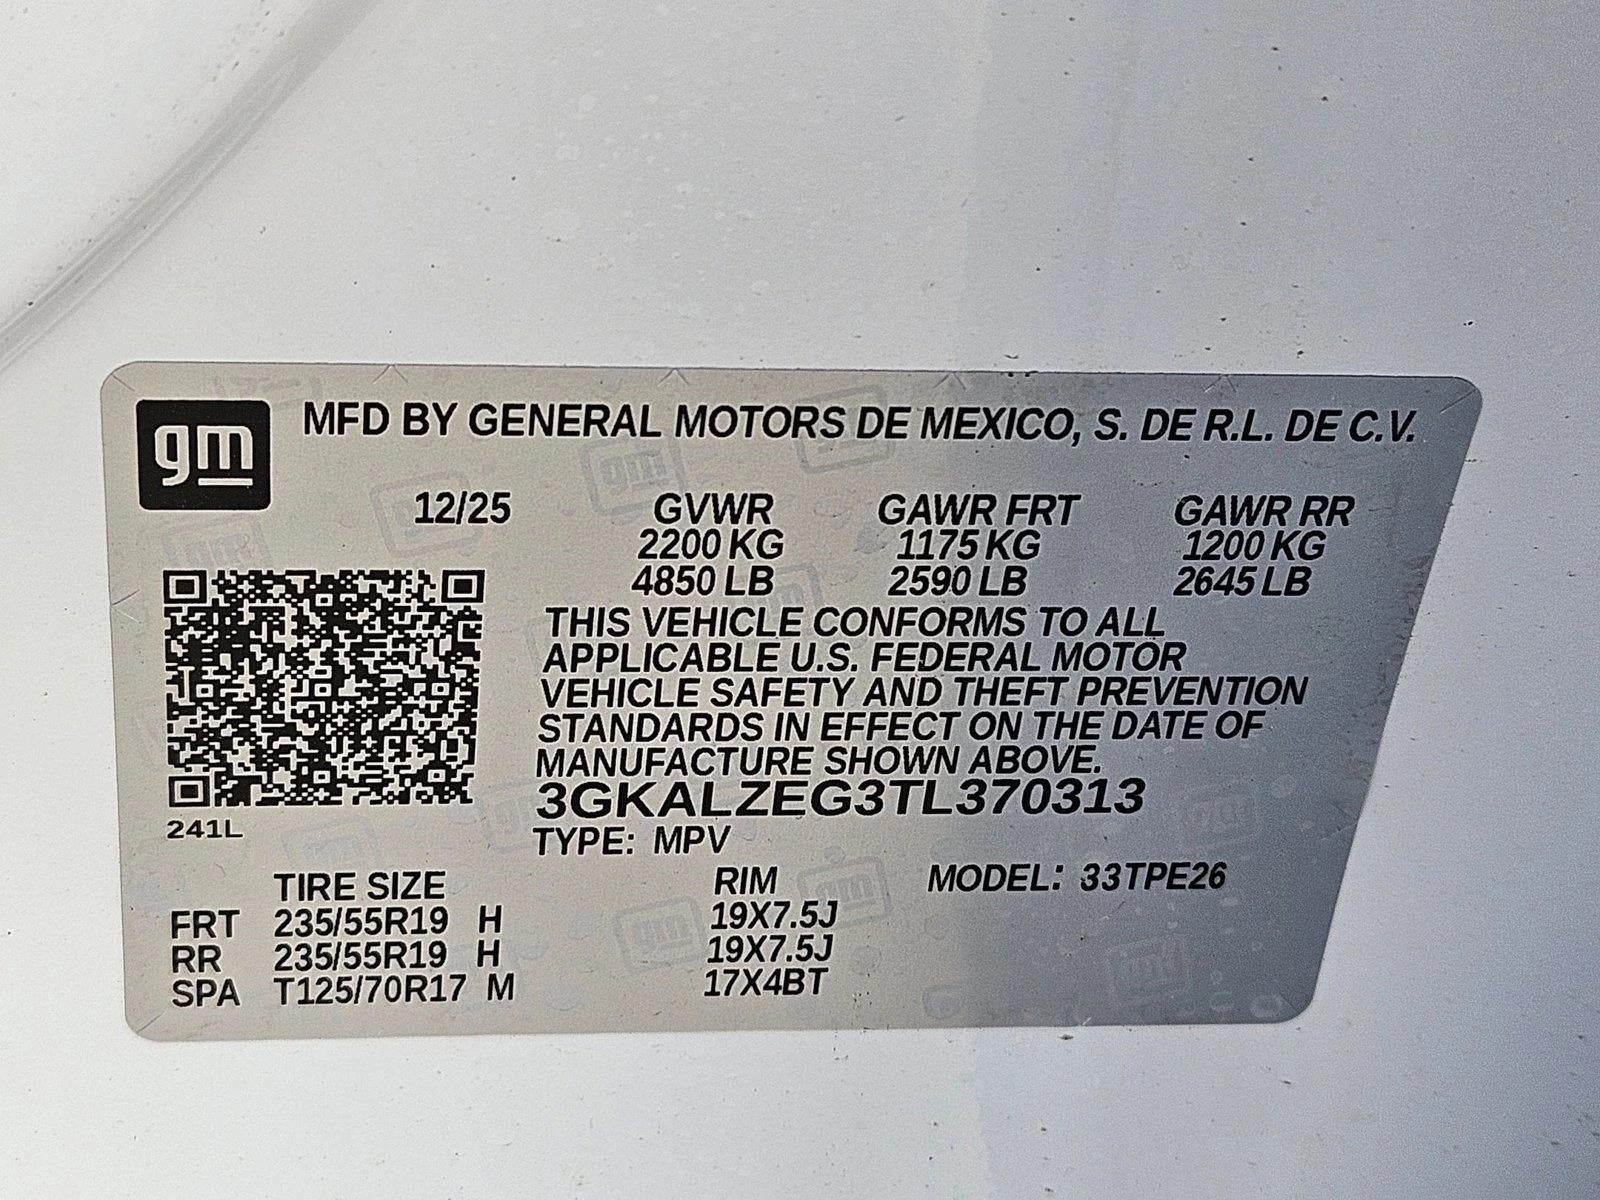 gm MFD BY GENERAL MOTORS DE MEXICO, S. DE R.L. DE C.V.
12/25 GVWR GAWR FRT GAWR RR
2200 KG 1175 KG 1200 KG
4850 LB 2590 LB 2645 LB
THIS VEHICLE CONFORMS TO ALL
APPLICABLE U.S. FEDERAL MOTOR
VEHICLE SAFETY AND THEFT PREVENTION
STANDARDS IN EFFECT ON THE DATE OF
MANUFACTURE SHOWN ABOVE.
3GKALZEG3TL370313
241L
TYPE: MPV
TIRE SIZE RIM MODEL: 33TPE26
FRT 235/55R19 H 19X7.5J
RR 235/55R19 H 19X7.5J
SPA T125/70R17 M 17X4BT